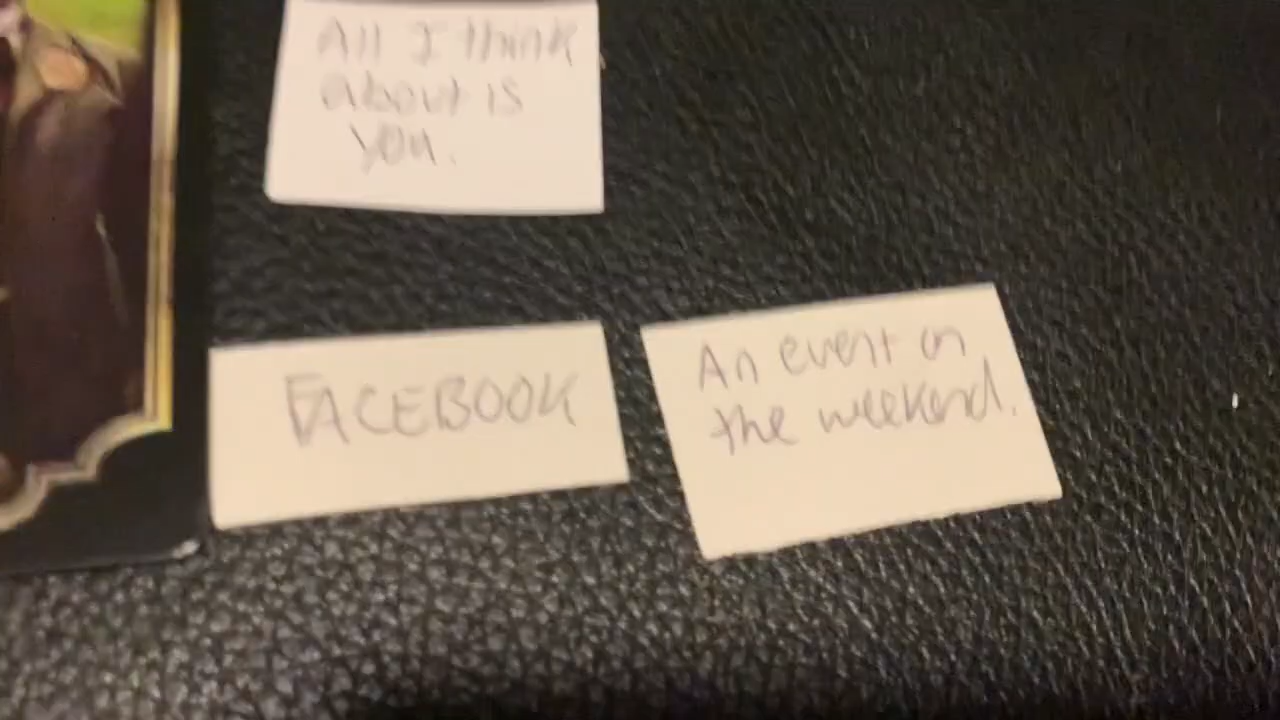 All I think
about is
you.
FACEBOOK
An event on
the weekend.